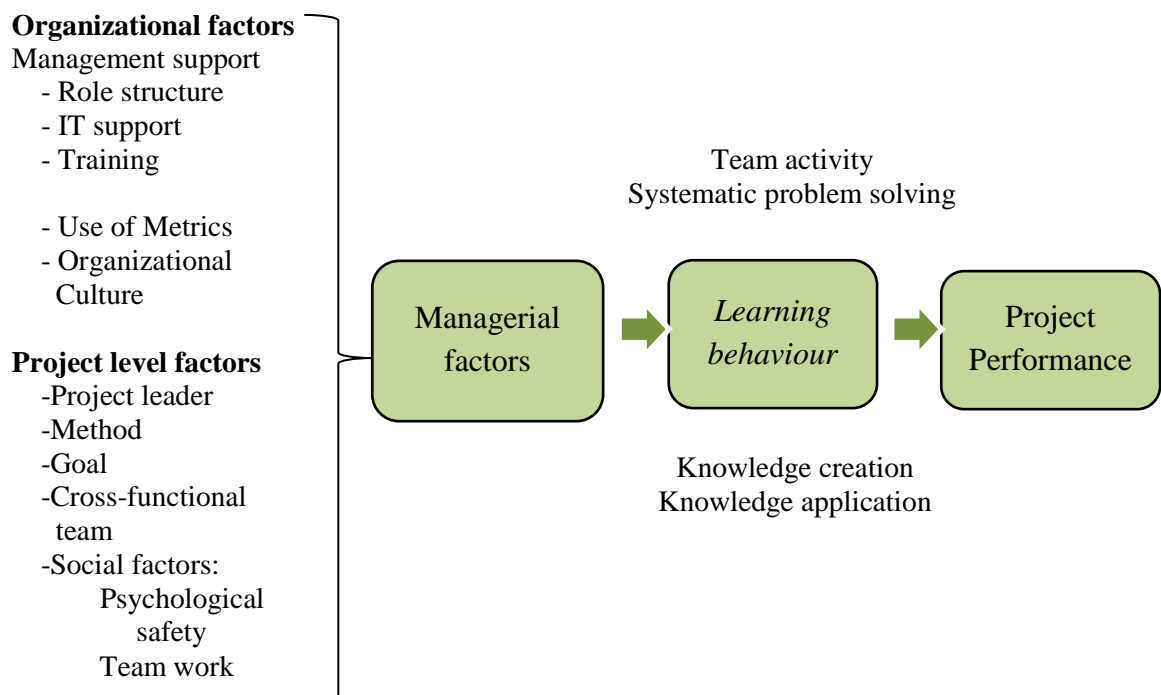 Organizational factors
Management support
- Role structure
- IT support
- Training
- Use of Metrics
- Organizational
Culture
Project level factors
-Project leader
-Method
-Goal
-Cross-functional
team
-Social factors:
Psychological
safety
Team work
Managerial
factors
Team activity
Systematic problem solving
Learning
behaviour
Knowledge creation
Knowledge application
Project
Performance